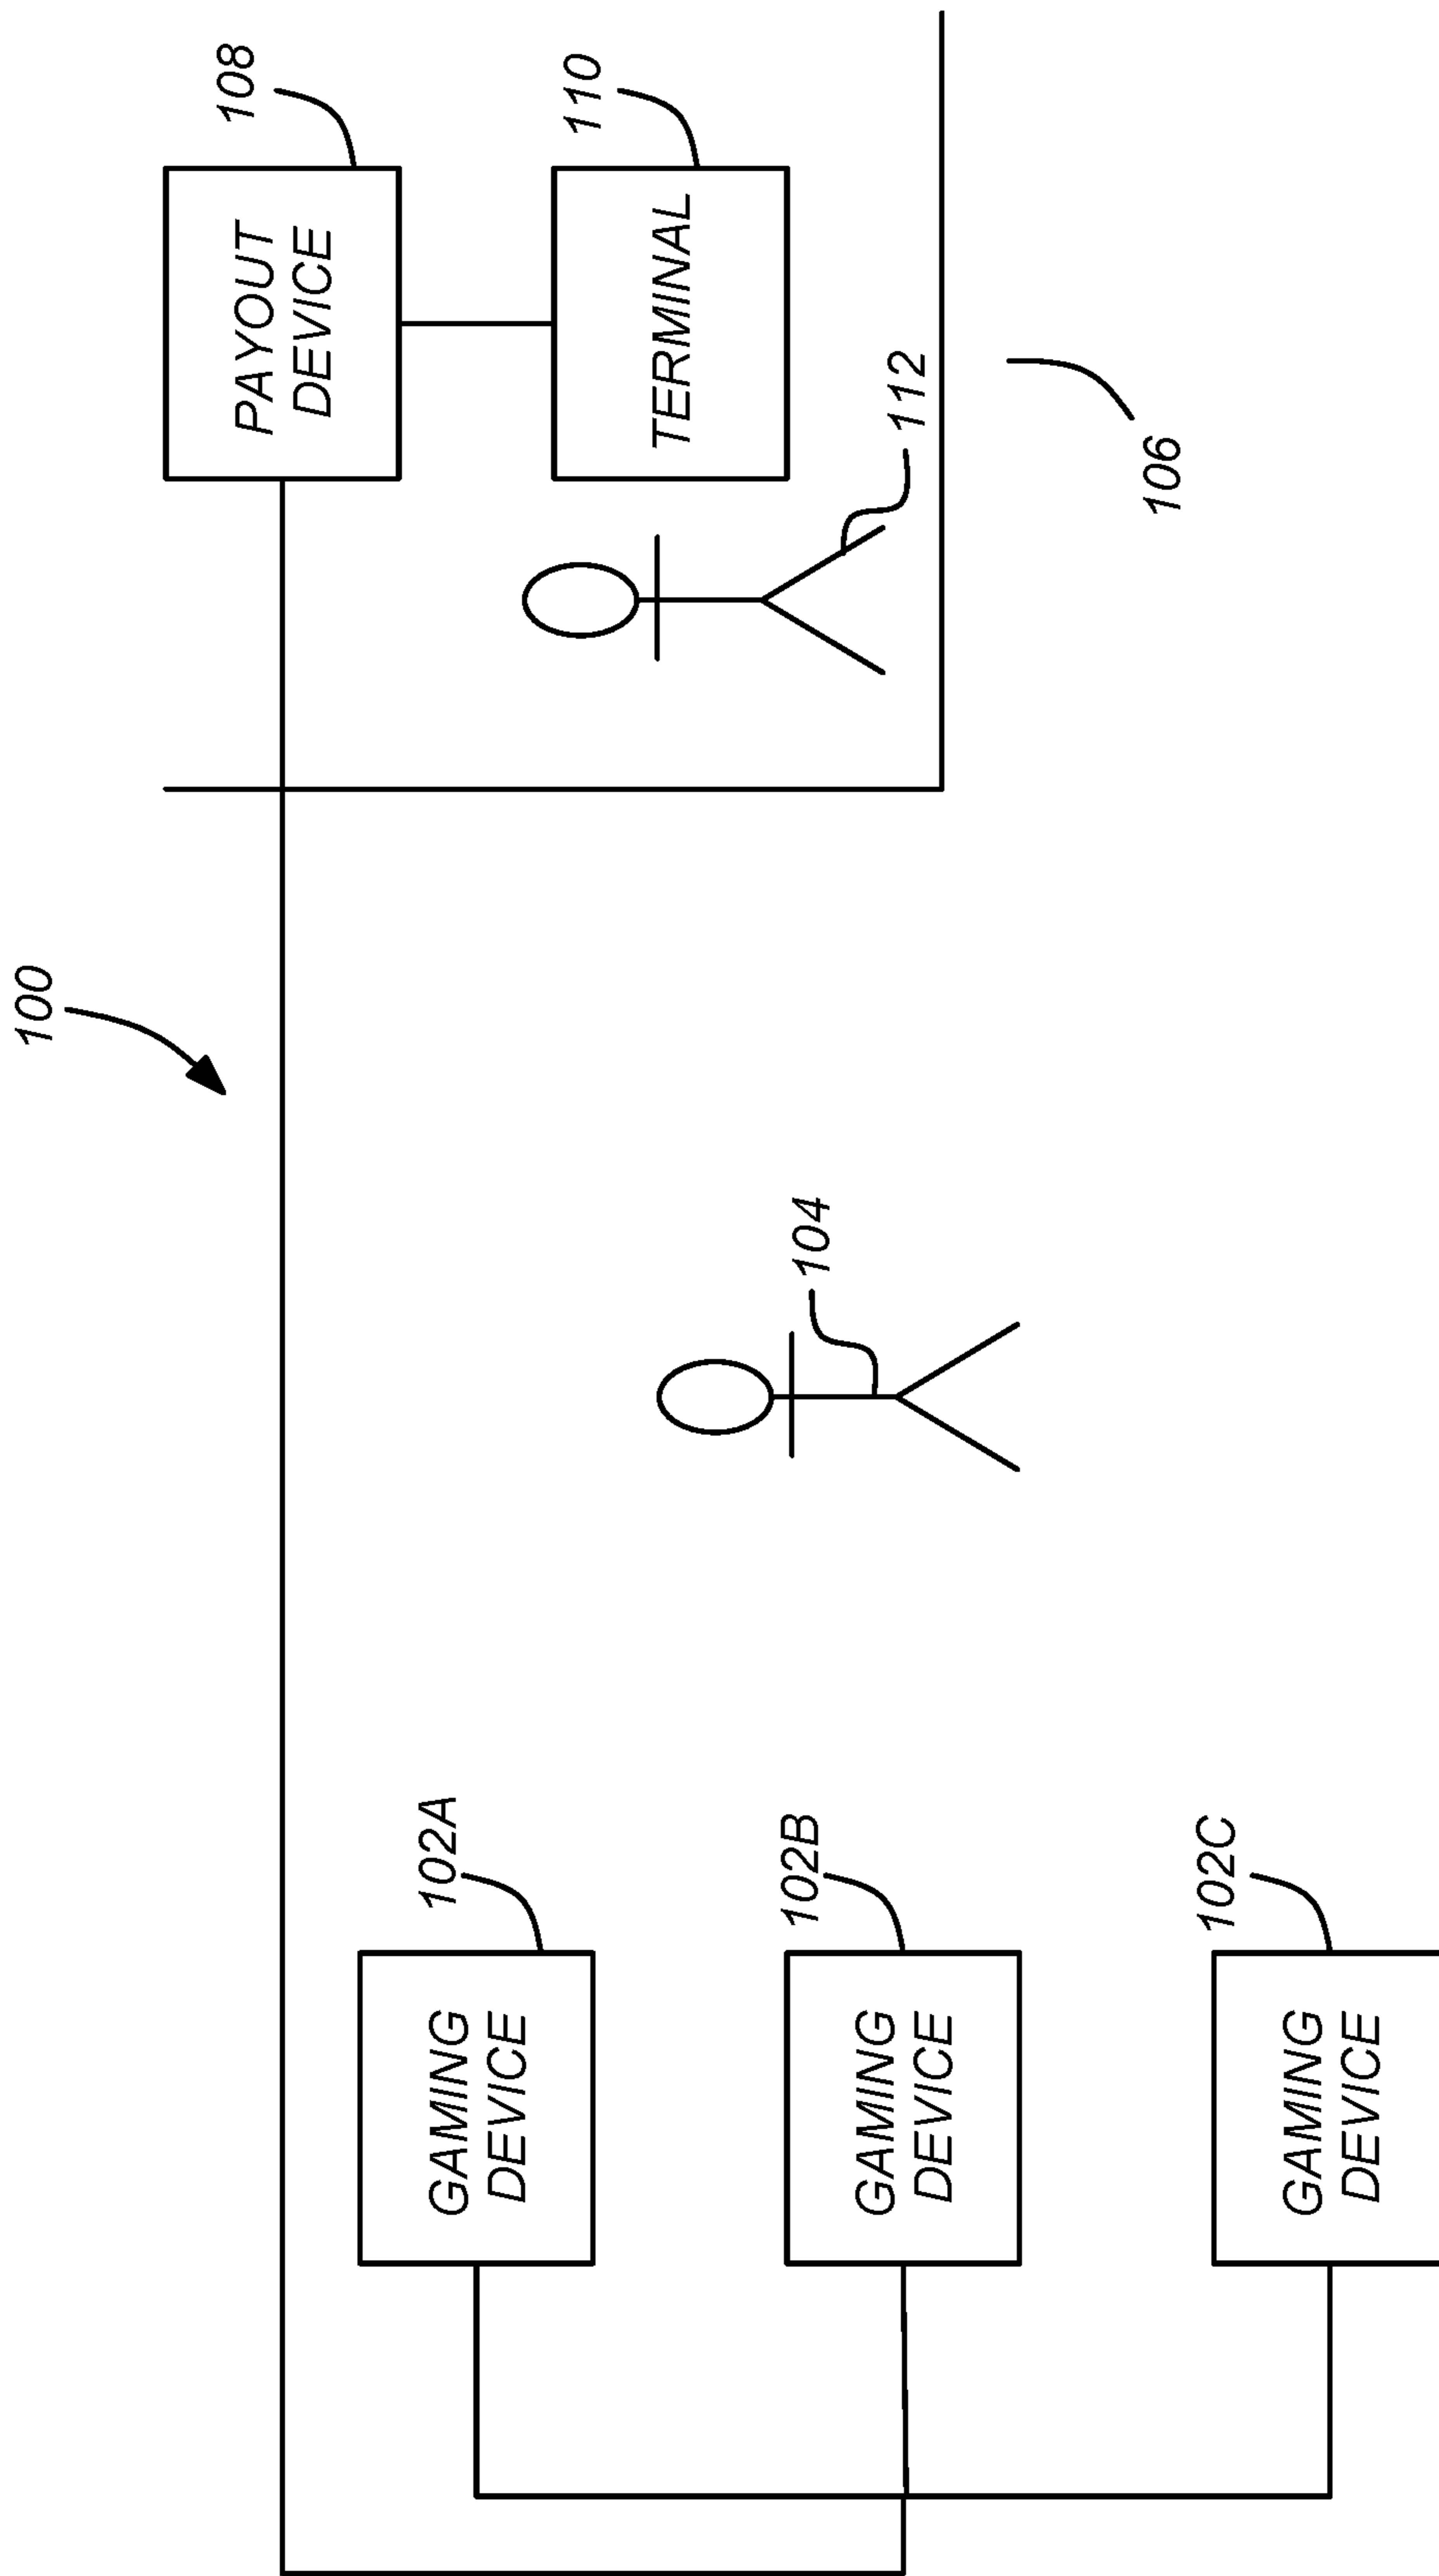 100
108
PAYOUT
DEVICE
110
TERMINAL
112
106
104
102A
GAMING
DEVICE
102B
GAMING
DEVICE
102C
GAMING
DEVICE